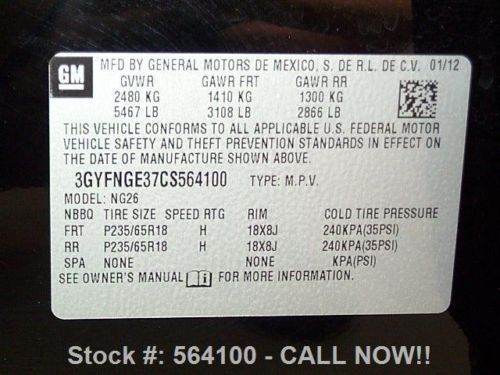 GM
MFD BY GENERAL MOTORS DE MEXICO, S. DE R.L. DE C.V. 01/12
GVWR GAWR FRT GAWR RR
2480 KG 1410 KG 1300 KG
5467 LB 3108 LB 2866 LB
THIS VEHICLE CONFORMS TO ALL APPLICABLE U.S. FEDERAL MOTOR
VEHICLE SAFETY AND THEFT PREVENTION STANDARDS IN EFFECT ON
THE DATE OF MANUFACTURE SHOWN ABOVE.
3GYFNGE37CS564100 TYPE: M.P.V.
MODEL: NG26
NBBQ TIRE SIZE SPEED RTG RIM COLD TIRE PRESSURE
FRT P235/65R18 H 18X8J 240KPA(35PSI)
RR P235/65R18 H 18X8J 240KPA(35PSI)
SPA NONE NONE KPA(PSI)
SEE OWNER'S MANUAL FOR MORE INFORMATION.
Stock #: 564100 - CALL NOW!!